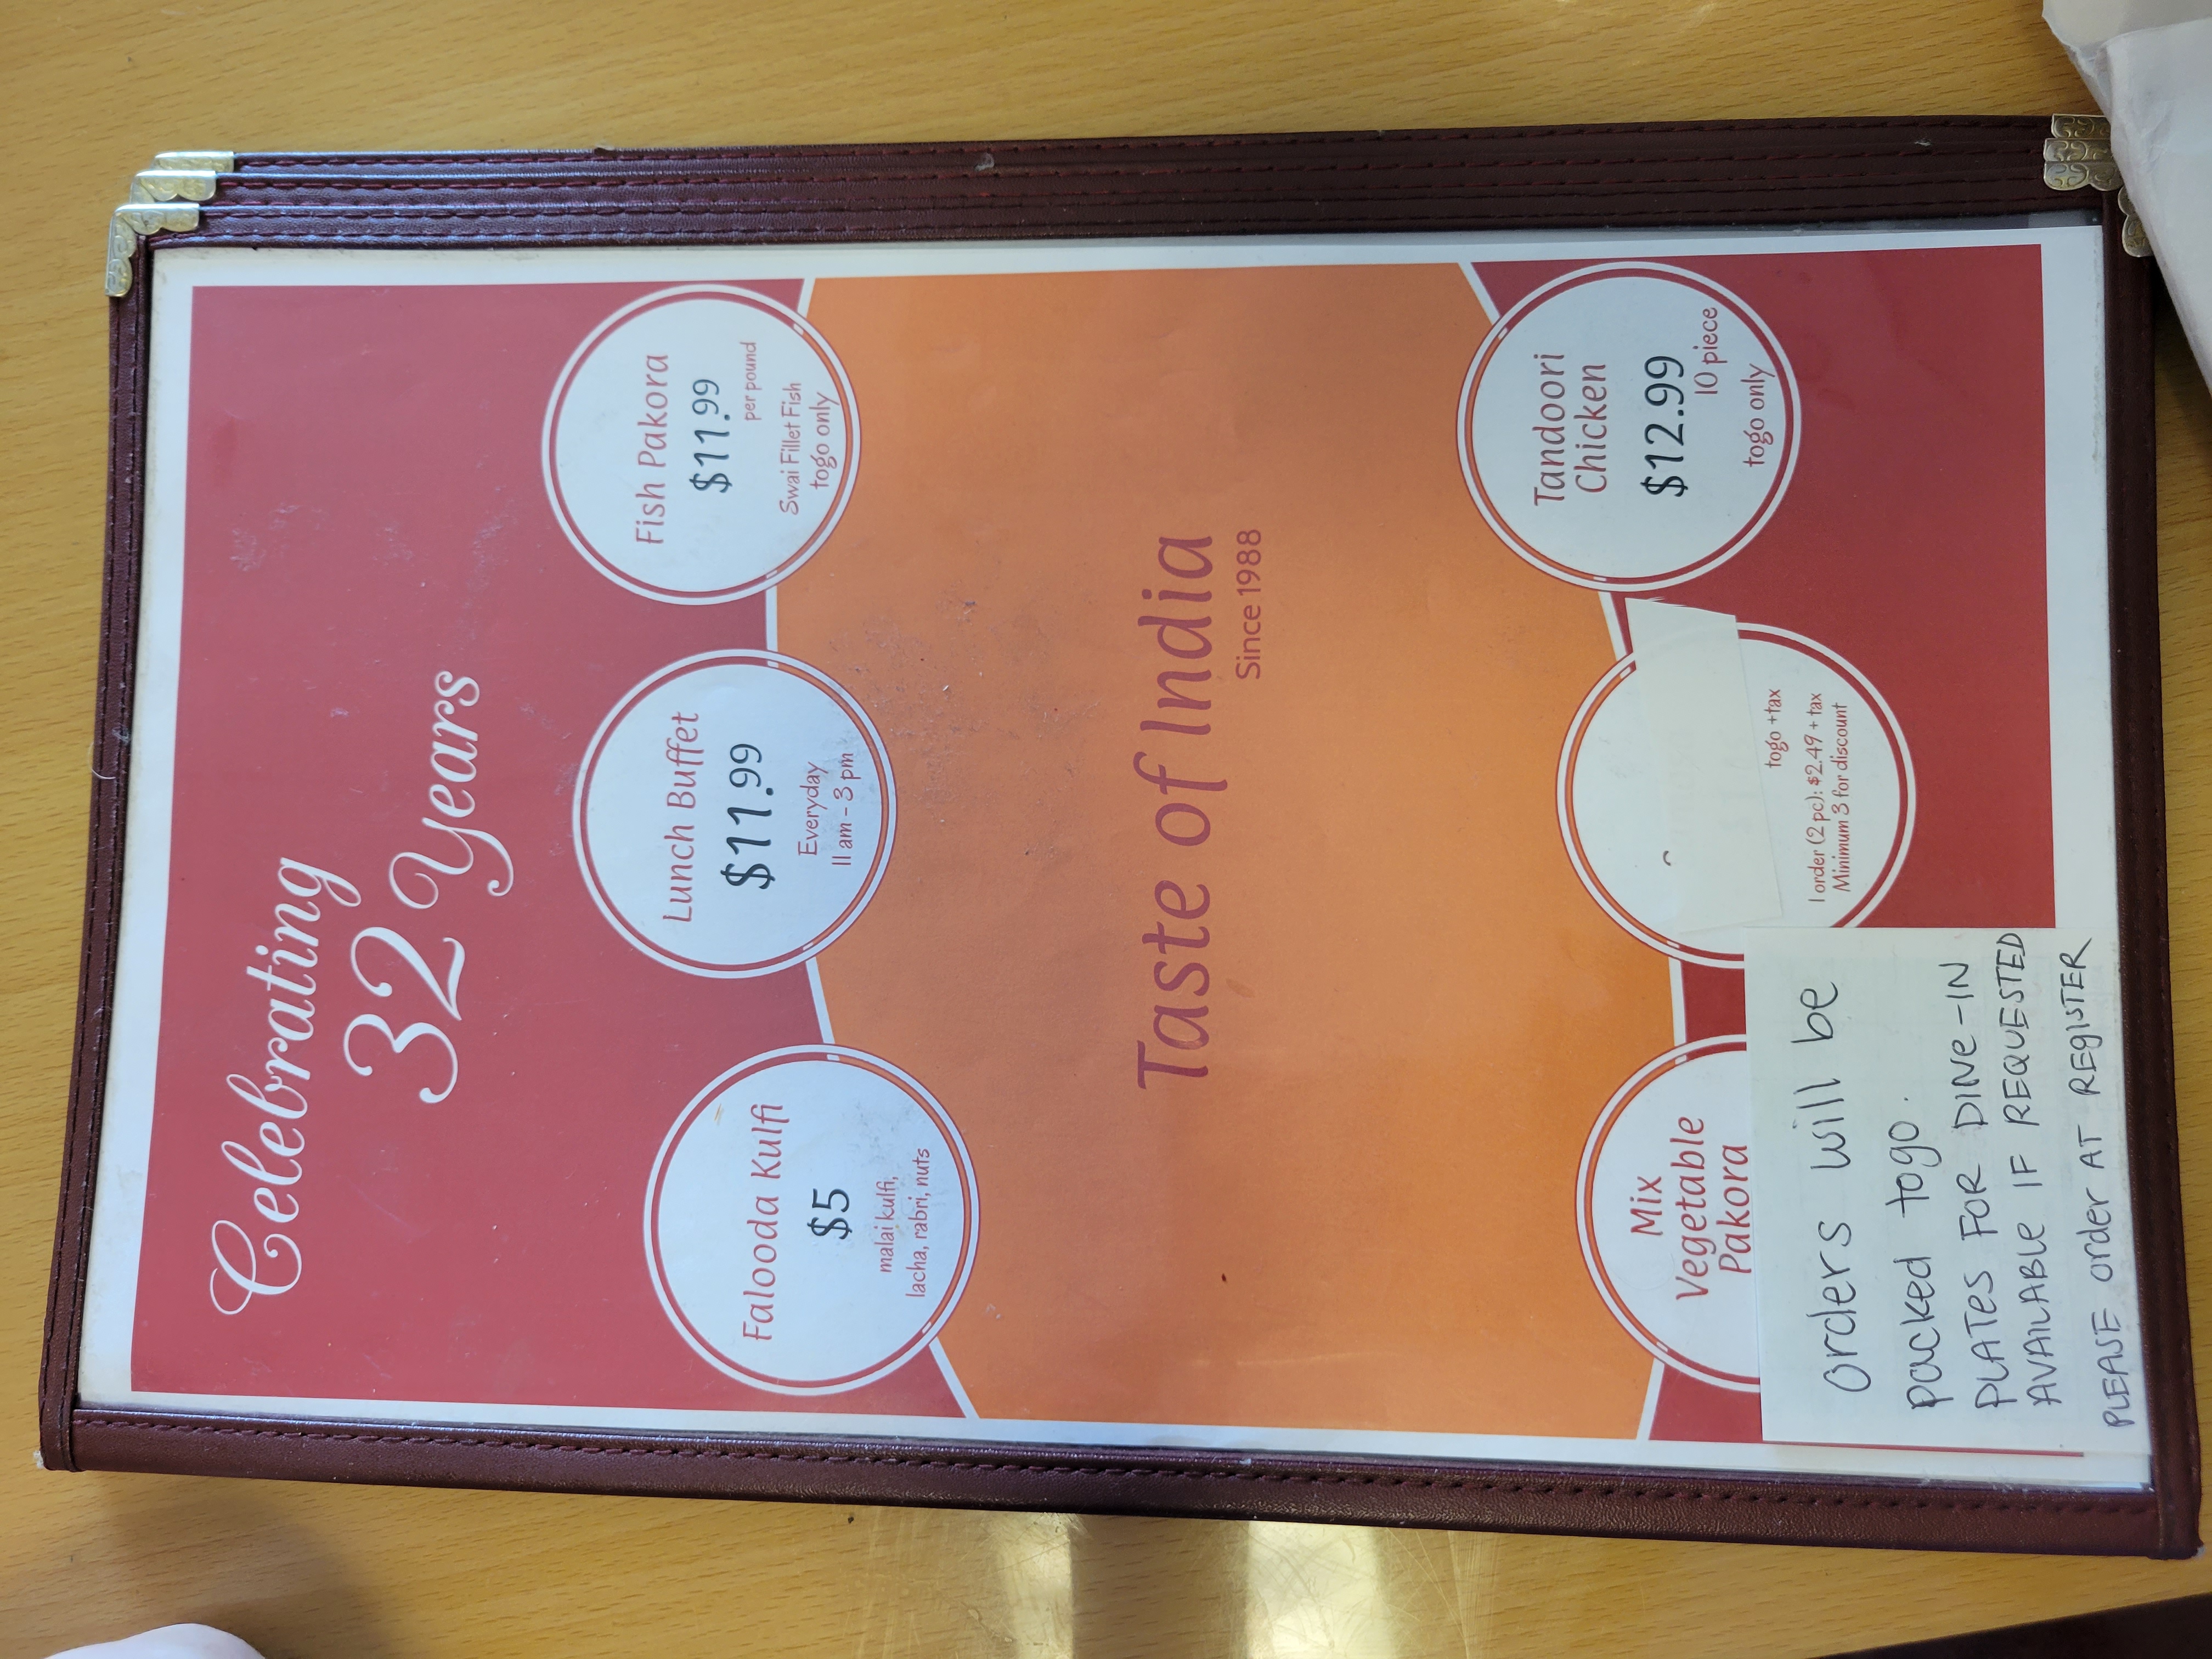 Celebrating
32 Years
Falooda Kulfi
$5
malai kulfi,
lacha, rabri, nuts
Lunch Buffet
$11.99
Everyday
11 am - 3 pm
Fish Pakora
$11.99
per pound
Swai Fillet Fish
togo only
Taste of India
Since 1988
Mix
Vegetable
Pakora
togo +tax
1 order (2 pc): $2.49 + tax
Minimum 3 for discount
Tandoori
Chicken
$12.99
10 piece
togo only
orders will be
packed togo.
PLATES FOR DINE-IN
AVAILABLE IF REQUESTED
PLEASE order AT REGISTER